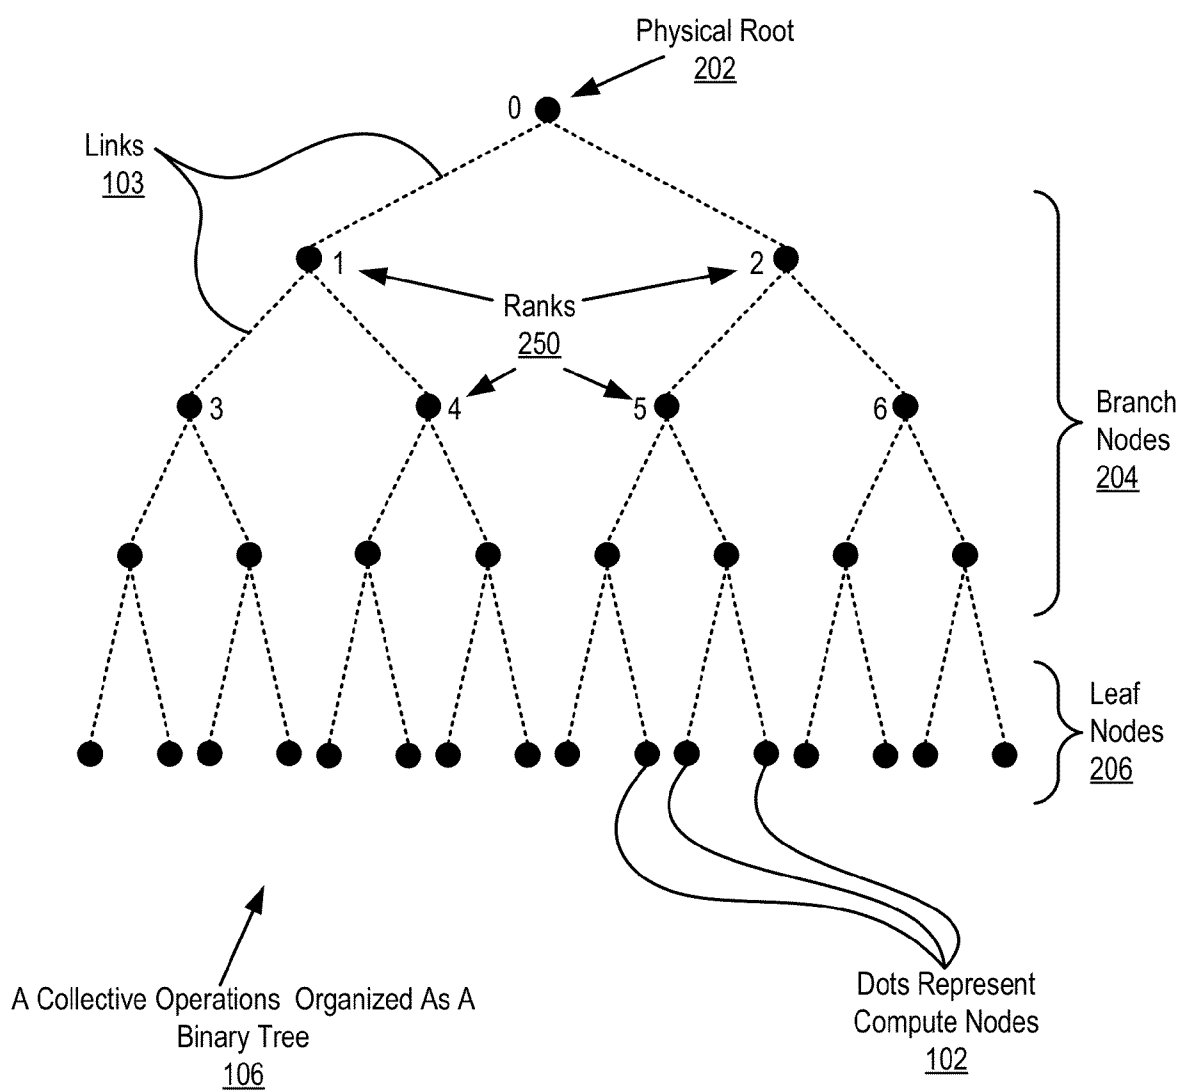 Physical Root
202
0
Links
103
1
2
Ranks
250
3
4
5
6
Branch
Nodes
204
Leaf
Nodes
206
A Collective Operations Organized As A
Binary Tree
106
Dots Represent
Compute Nodes
102